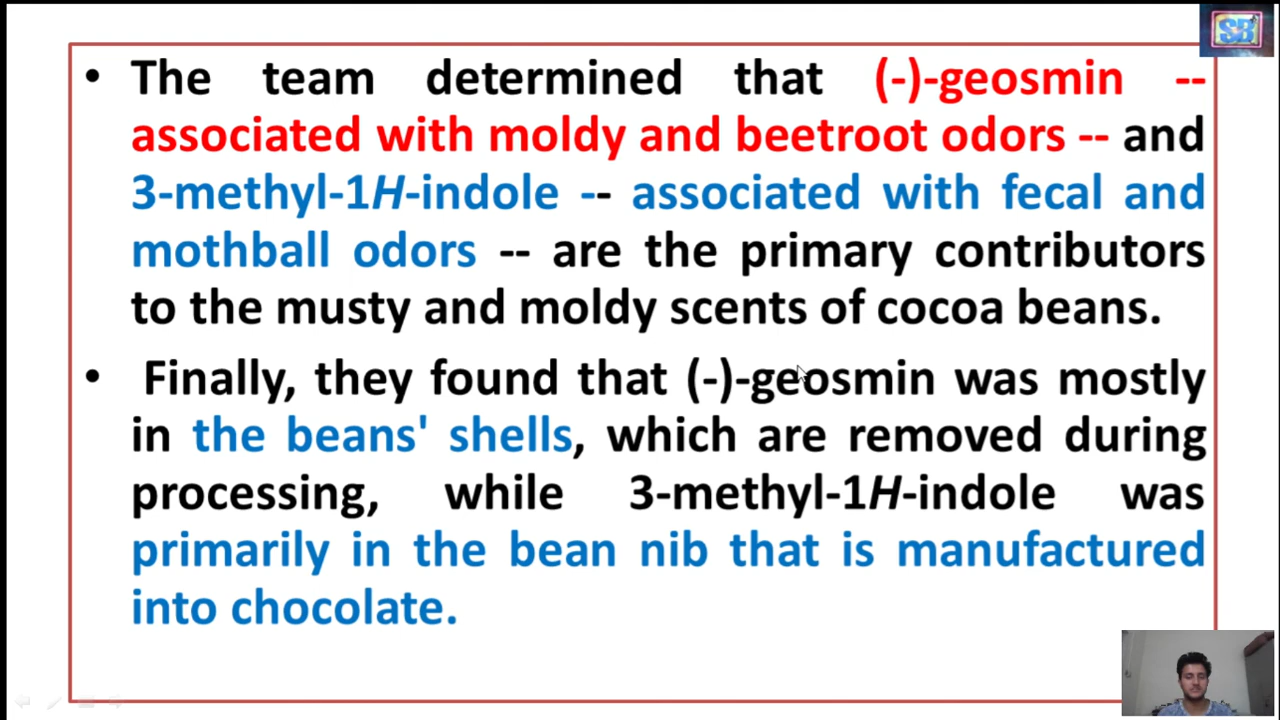 SB
• The team determined that (-)-geosmin --
associated with moldy and beetroot odors -- and
3-methyl-1H-indole -- associated with fecal and
mothball odors -- are the primary contributors
to the musty and moldy scents of cocoa beans.
• Finally, they found that (-)-geosmin was mostly
in the beans' shells, which are removed during
processing, while 3-methyl-1H-indole was
primarily in the bean nib that is manufactured
into chocolate.